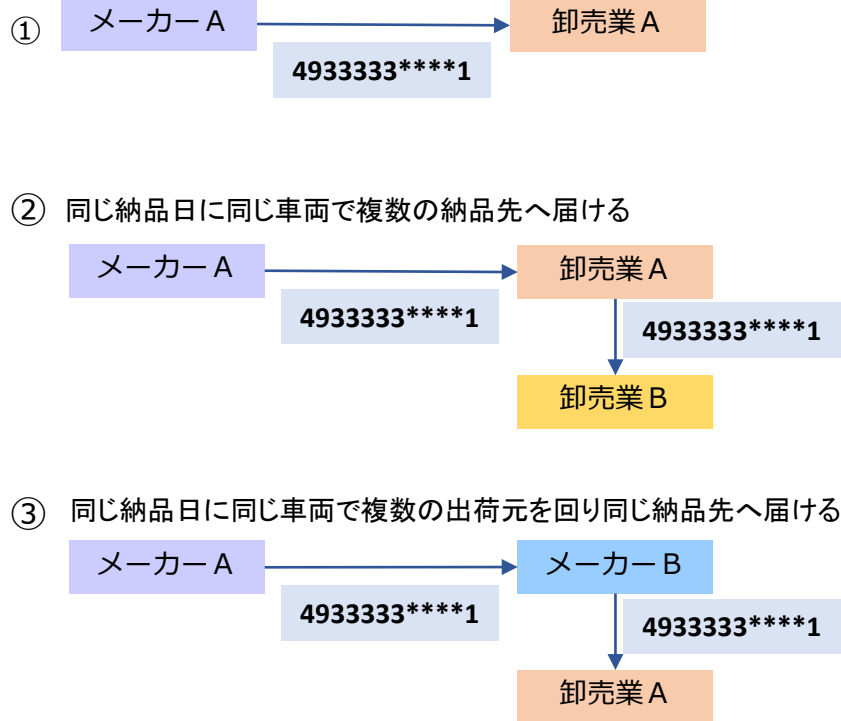 ①
メーカーA
卸売業A
4933333****1
② 同じ納品日に同じ車両で複数の納品先へ届ける
メーカーA
卸売業A
4933333****1
4933333****1
卸売業B
③ 同じ納品日に同じ車両で複数の出荷元を回り同じ納品先へ届ける
メーカーA
メーカーB
4933333****1
4933333****1
卸売業A